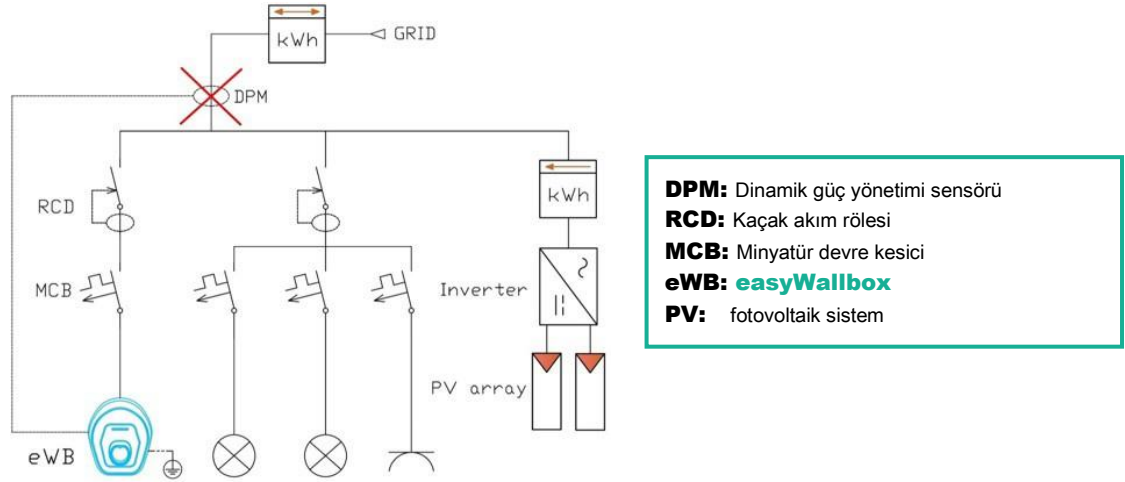 kWh
GRID
DPM
RCD
kWh
MCB
Inverter
PV array
eWB
DPM: Dinamik güç yönetimi sensörü
RCD: Kaçak akım rölesi
MCB: Minyatür devre kesici
eWB: easyWallbox
PV: fotovoltaik sistem